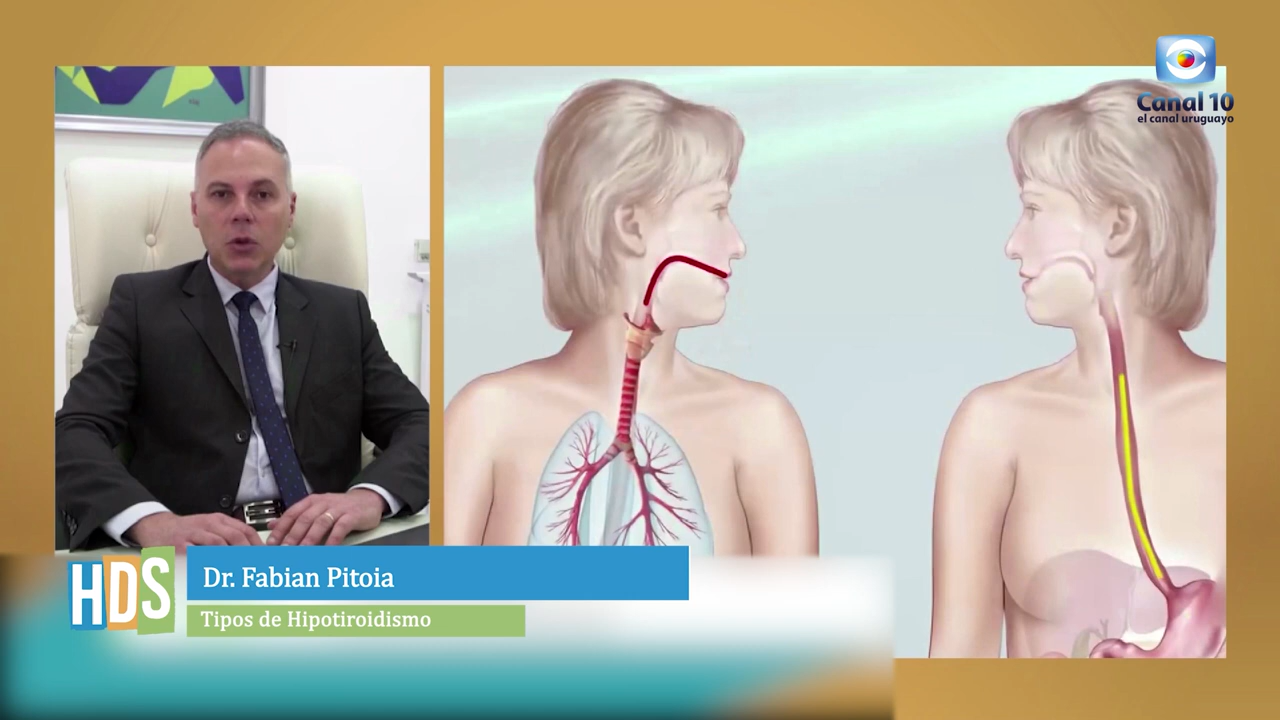 Canal 10
el canal uruguayo
HDS
Dr. Fabian Pitoia
Tipos de Hipotiroidismo